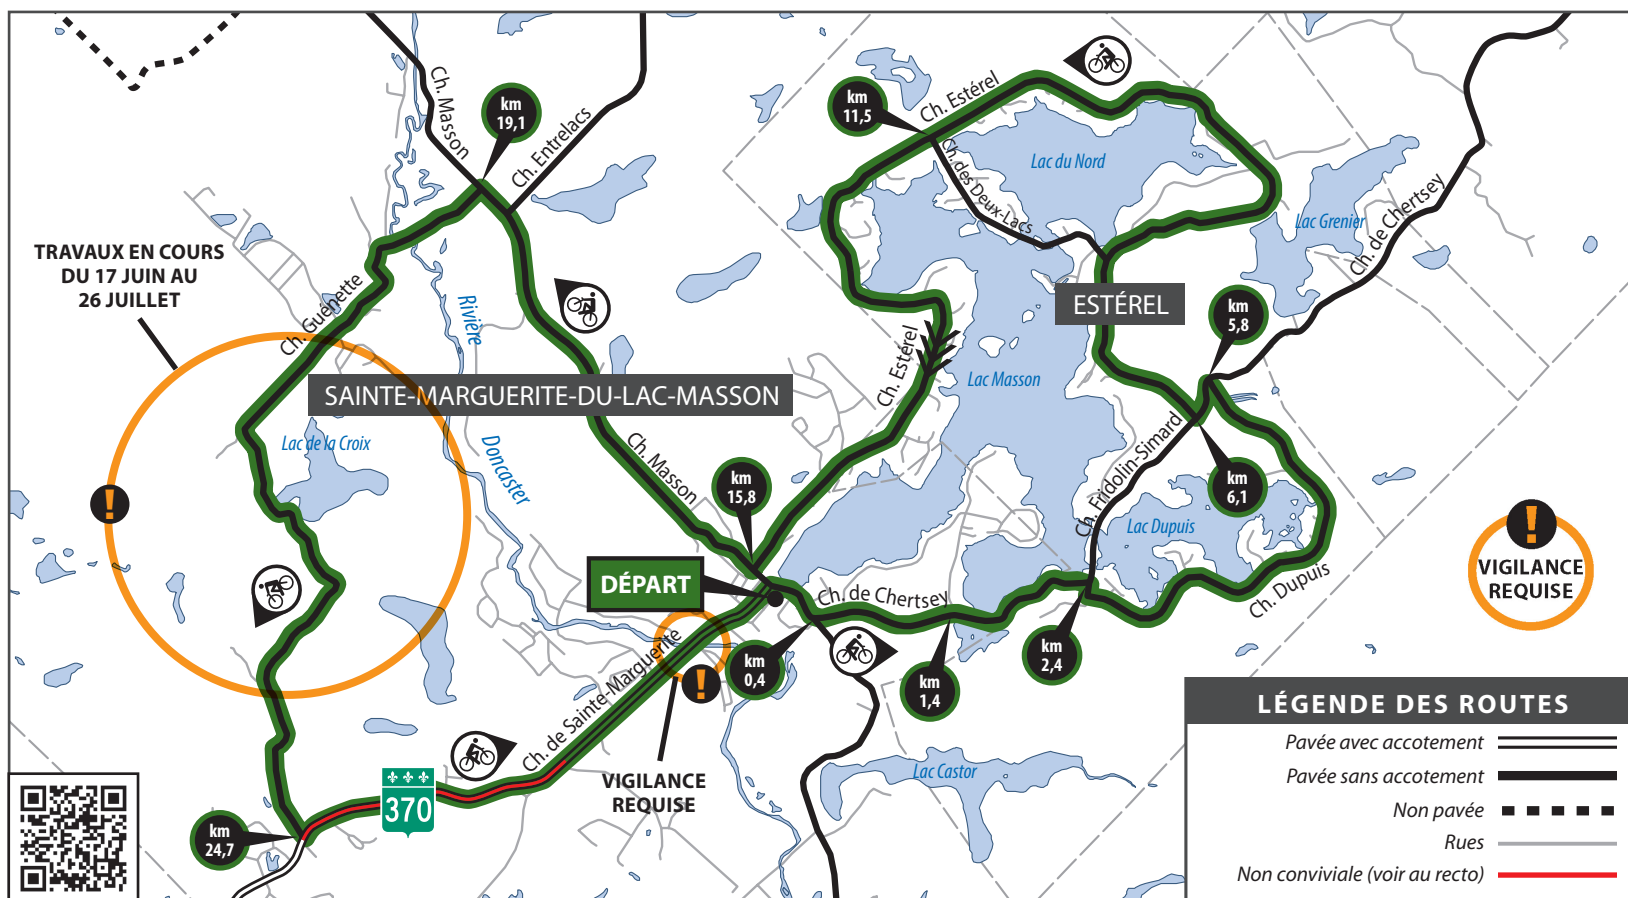 km
19,1
Ch. Masson
Ch. Entrelacs
km
11,5
Ch. Estérel
Ch. des Deux-Lacs
Lac du Nord
Lac Grenier
Ch. de Chertsey
TRAVAUX EN COURS
DU 17 JUIN AU
26 JUILLET
Ch. Guénette
Rivière
Doncaster
ESTÉREL
km
5,8
Ch. Estérel
Lac Masson
SAINTE-MARGUERITE-DU-LAC-MASSON
Lac de la Croix
Ch. Masson
km
15,8
Ch. Fridolin-Simard
km
6,1
Lac Dupuis
Ch. Dupuis
VIGILANCE
REQUISE
DÉPART
Ch. de Chertsey
km
0,4
km
1,4
km
2,4
Ch. de Sainte-Marguerite
VIGILANCE
REQUISE
Lac Castor
370
km
24,7
LÉGENDE DES ROUTES
Pavée avec accotement
Pavée sans accotement
Non pavée
Rues
Non conviviale (voir au recto)